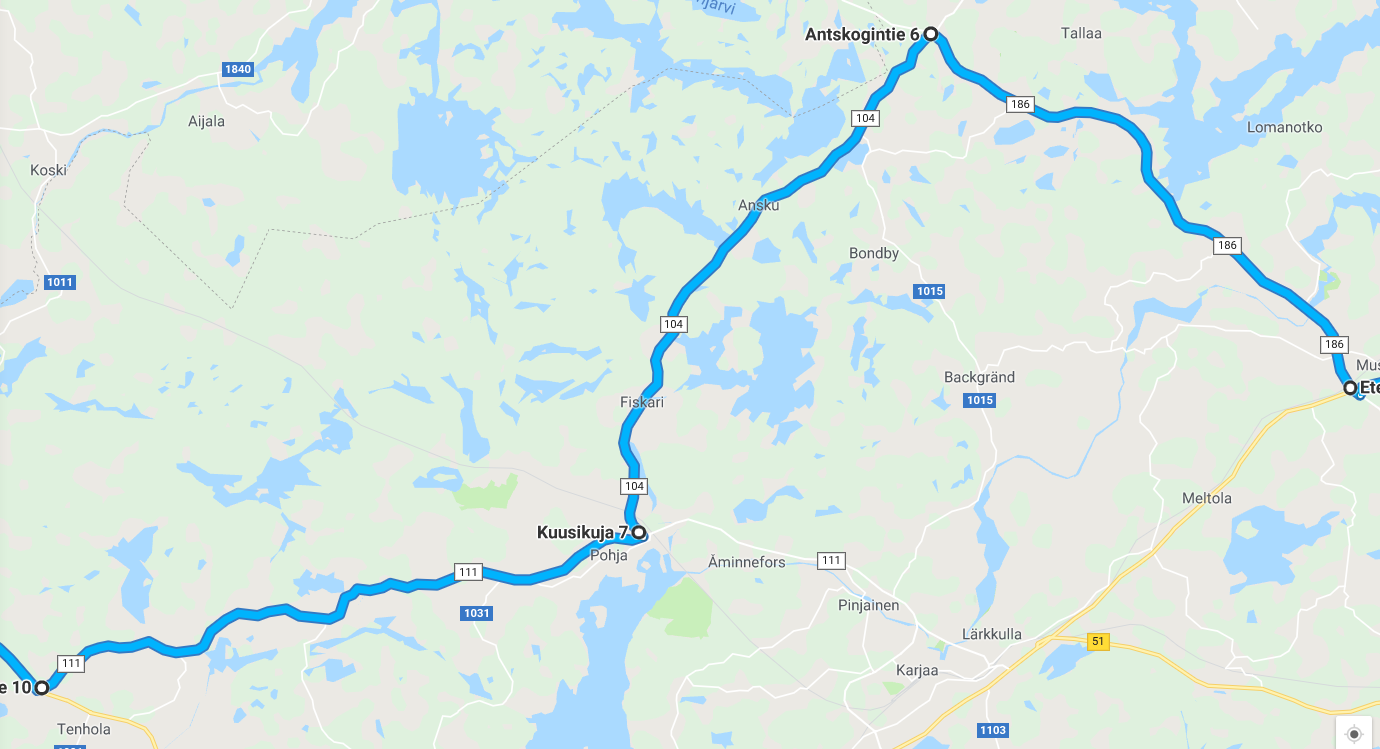 njärvi
Antskogintie 6
Tallaa
1840
186
104
Aijala
Lomanotko
Koski
Ansku
186
Bondby
1011
1015
104
186
Mus
Backgränd
Ete
1015
Fiskari
104
Meltola
Kuusikuja 7
Pohja
111
Åminnefors
111
1031
Pinjainen
Lärkkulla
51
111
Karjaa
e 10
Tenhola
1103